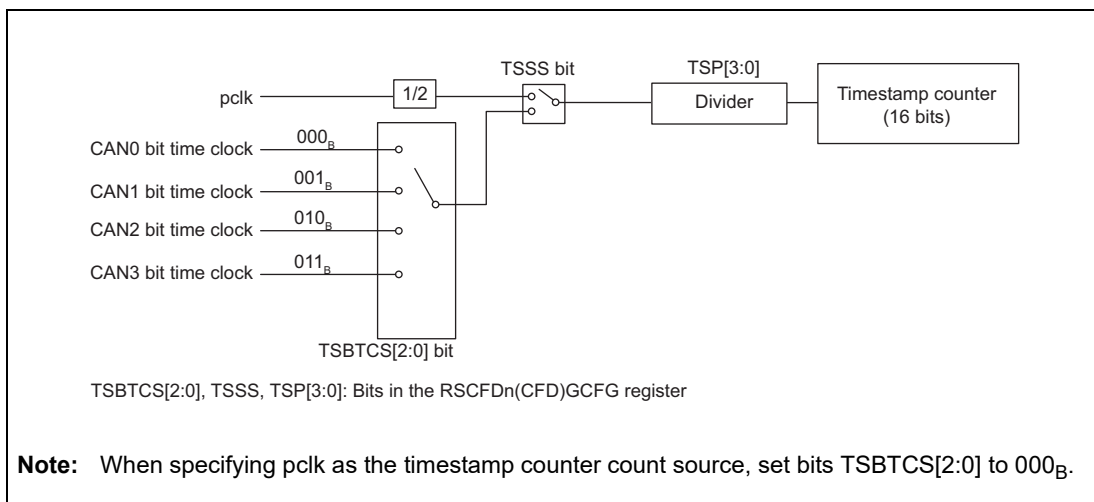 TSSS bit
TSP[3:0]
pclk
1/2
Divider
Timestamp counter
(16 bits)
CAN0 bit time clock
000B
CAN1 bit time clock
001B
CAN2 bit time clock
010B
CAN3 bit time clock
011B
TSBTCS[2:0] bit
TSBTCS[2:0], TSSS, TSP[3:0]: Bits in the RSCFDn(CFD)GCFG register
Note: When specifying pclk as the timestamp counter count source, set bits TSBTCS[2:0] to 000B.